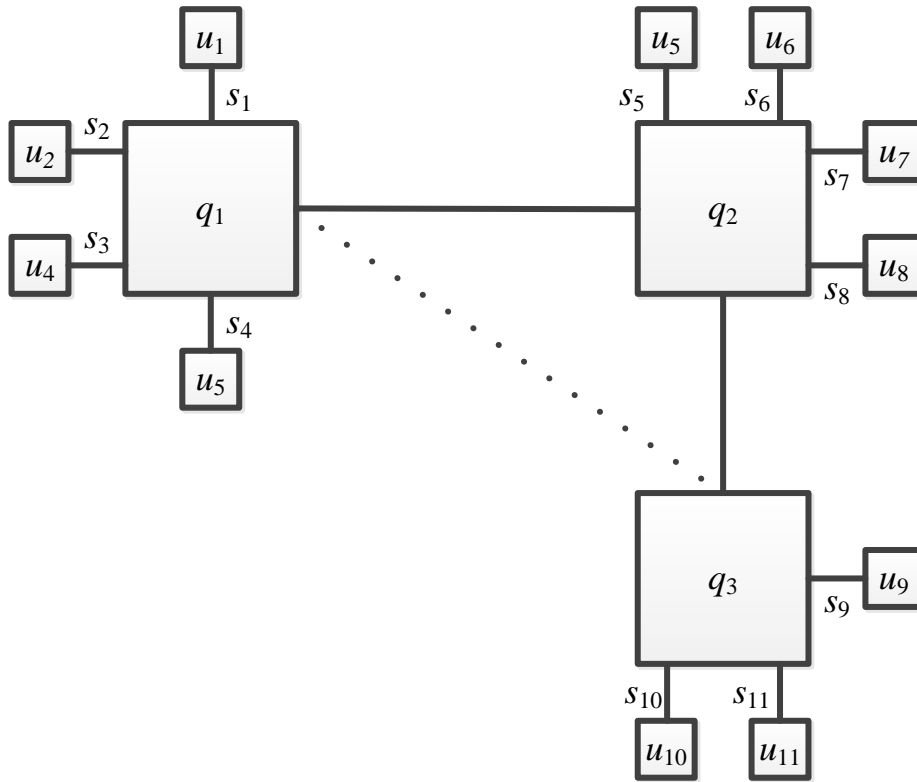 u₁
u₅
u₆
s₁
s₅
s₆
s₂
u₂
u₇
s₇
q₁
q₂
s₃
u₄
u₈
s₈
s₄
u₅
q₃
u₉
s₉
s₁₀
s₁₁
u₁₀
u₁₁